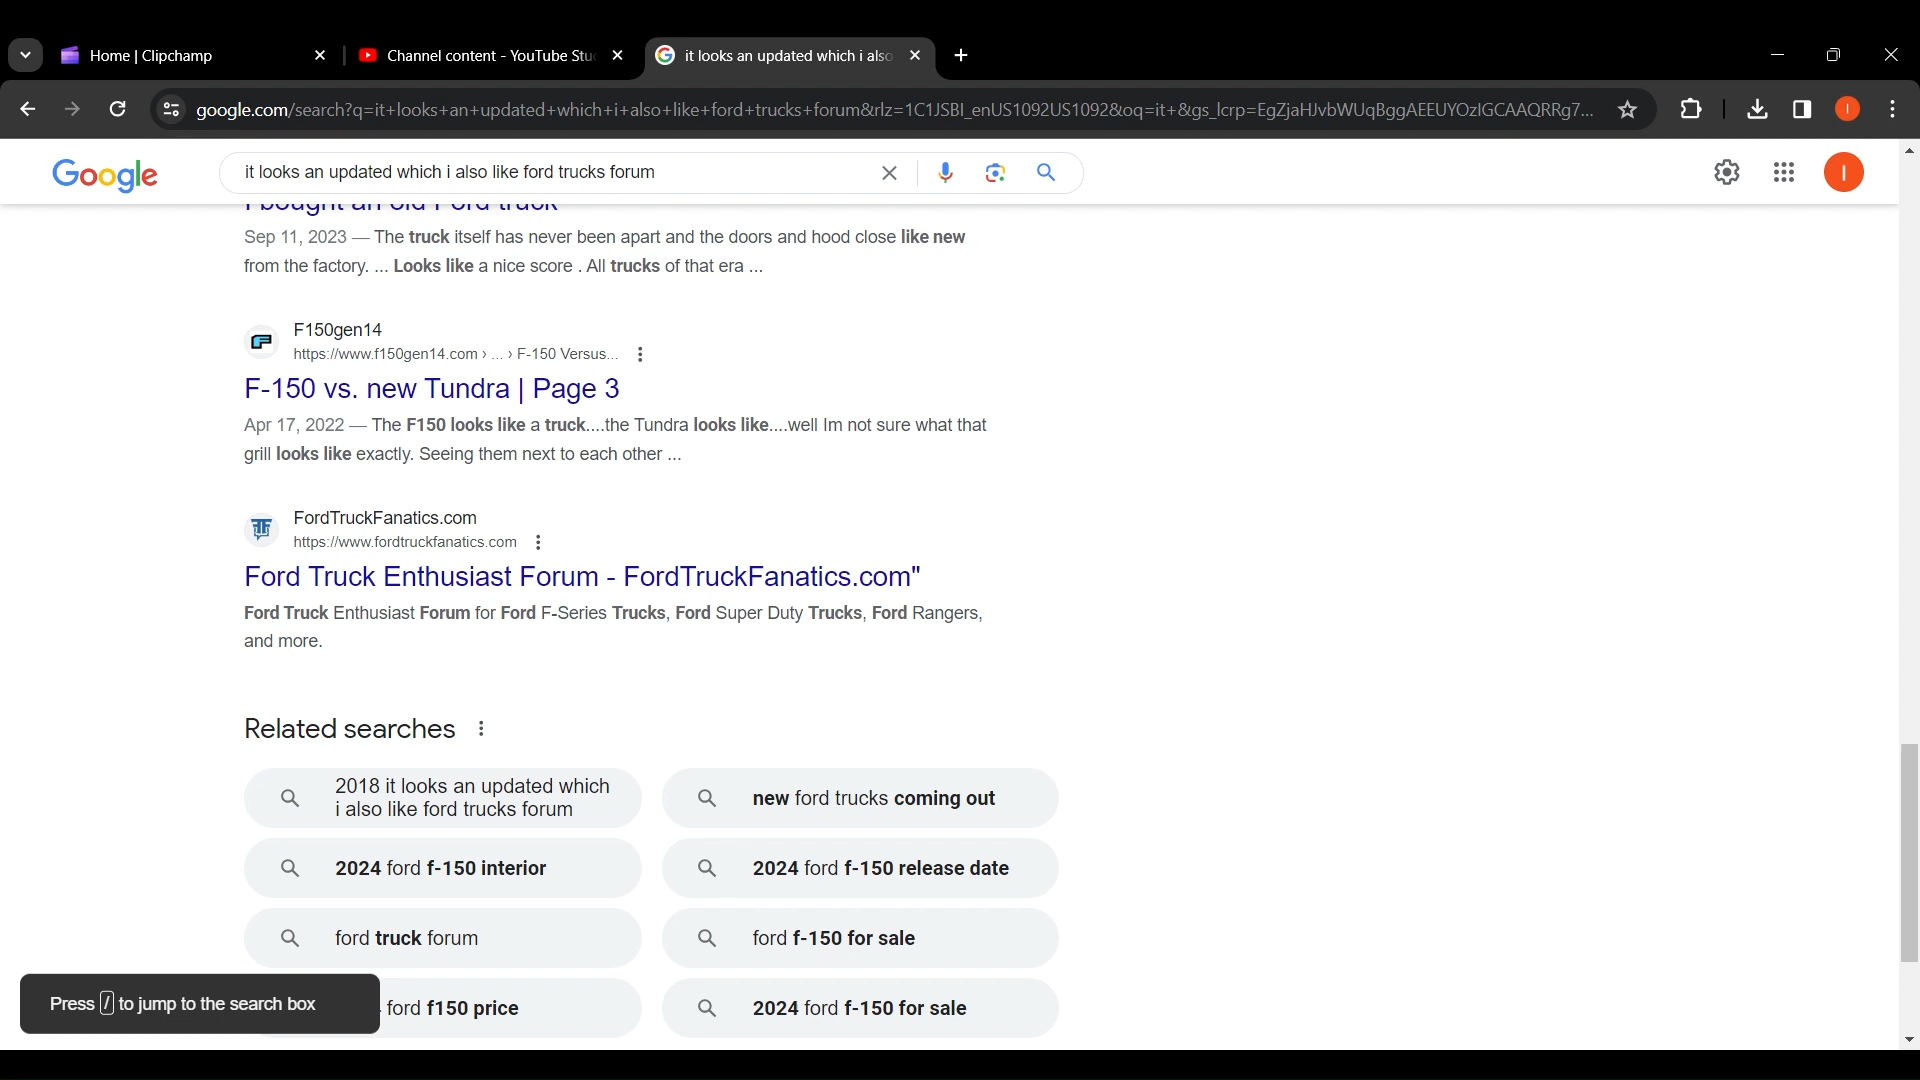 Home | Clipchamp
Channel content - YouTube Stu
it looks an updated which i also
google.com/search?q=it+looks+an+updated+which+i+also+like+ford+trucks+forum&rlz=1C1JSBI_enUS1092US1092&oq=it+&gs_lcrp=EgZjaHJvbWUqBggAEEUYOzIGCAAQRRg7...
I
Google
it looks an updated which i also like ford trucks forum
I
I bought an old Ford truck
Sep 11, 2023 — The truck itself has never been apart and the doors and hood close like new
from the factory. ... Looks like a nice score . All trucks of that era ...
F150gen14
https://www.f150gen14.com › ... › F-150 Versus...
F-150 vs. new Tundra | Page 3
Apr 17, 2022 — The F150 looks like a truck....the Tundra looks like....well Im not sure what that
grill looks like exactly. Seeing them next to each other ...
FordTruckFanatics.com
https://www.fordtruckfanatics.com
Ford Truck Enthusiast Forum - FordTruckFanatics.com"
Ford Truck Enthusiast Forum for Ford F-Series Trucks, Ford Super Duty Trucks, Ford Rangers,
and more.
Related searches
2018 it looks an updated which
i also like ford trucks forum
new ford trucks coming out
2024 ford f-150 interior
2024 ford f-150 release date
ford truck forum
ford f-150 for sale
Press / to jump to the search box
ford f150 price
2024 ford f-150 for sale